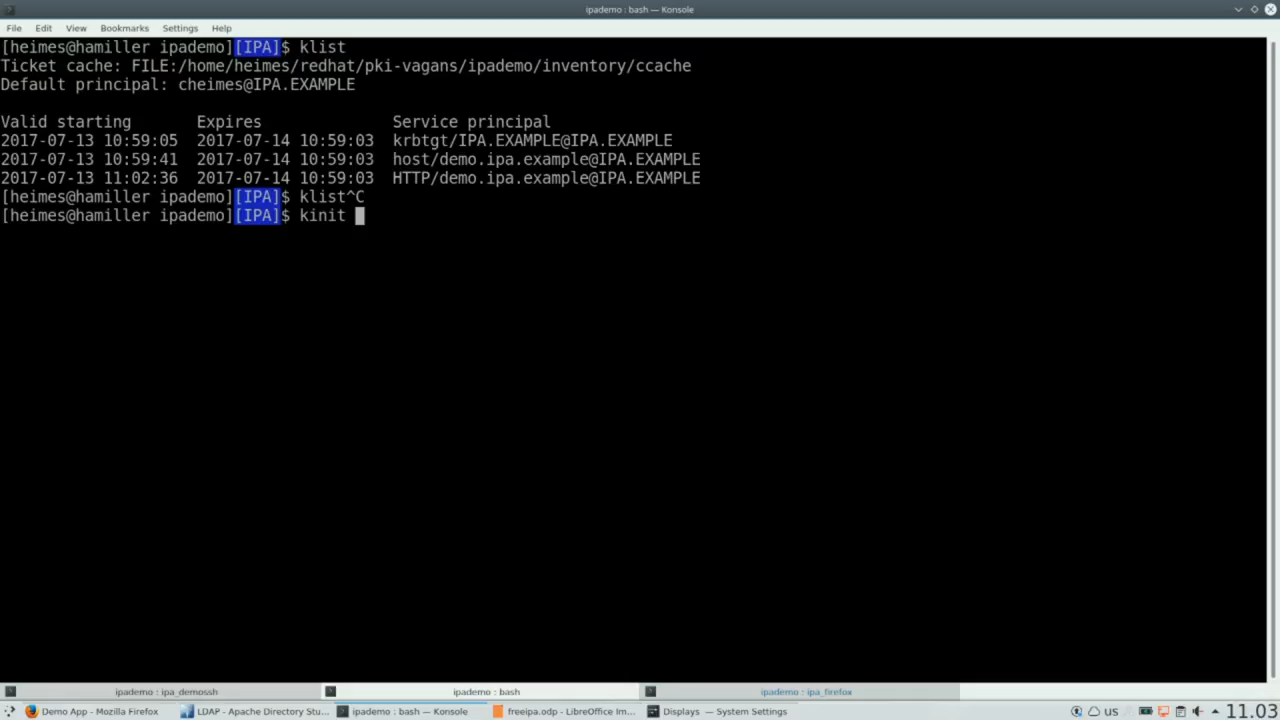 ipademo : bash — Konsole
File Edit View Bookmarks Settings Help
[heimes@hamiller ipademo][IPA]$ klist
Ticket cache: FILE:/home/heimes/redhat/pki-vagans/ipademo/inventory/ccache
Default principal: cheimes@IPA.EXAMPLE
Valid starting Expires Service principal
2017-07-13 10:59:05 2017-07-14 10:59:03 krbtgt/IPA.EXAMPLE@IPA.EXAMPLE
2017-07-13 10:59:41 2017-07-14 10:59:03 host/demo.ipa.example@IPA.EXAMPLE
2017-07-13 11:02:36 2017-07-14 10:59:03 HTTP/demo.ipa.example@IPA.EXAMPLE
[heimes@hamiller ipademo][IPA]$ klist^C
[heimes@hamiller ipademo][IPA]$ kinit
ipademo : ipa_demossh ipademo : bash ipademo : ipa_firefox
Demo App - Mozilla Firefox LDAP - Apache Directory Stu... ipademo : bash — Konsole freeipa.odp - LibreOffice Im... Displays — System Settings US 11.03